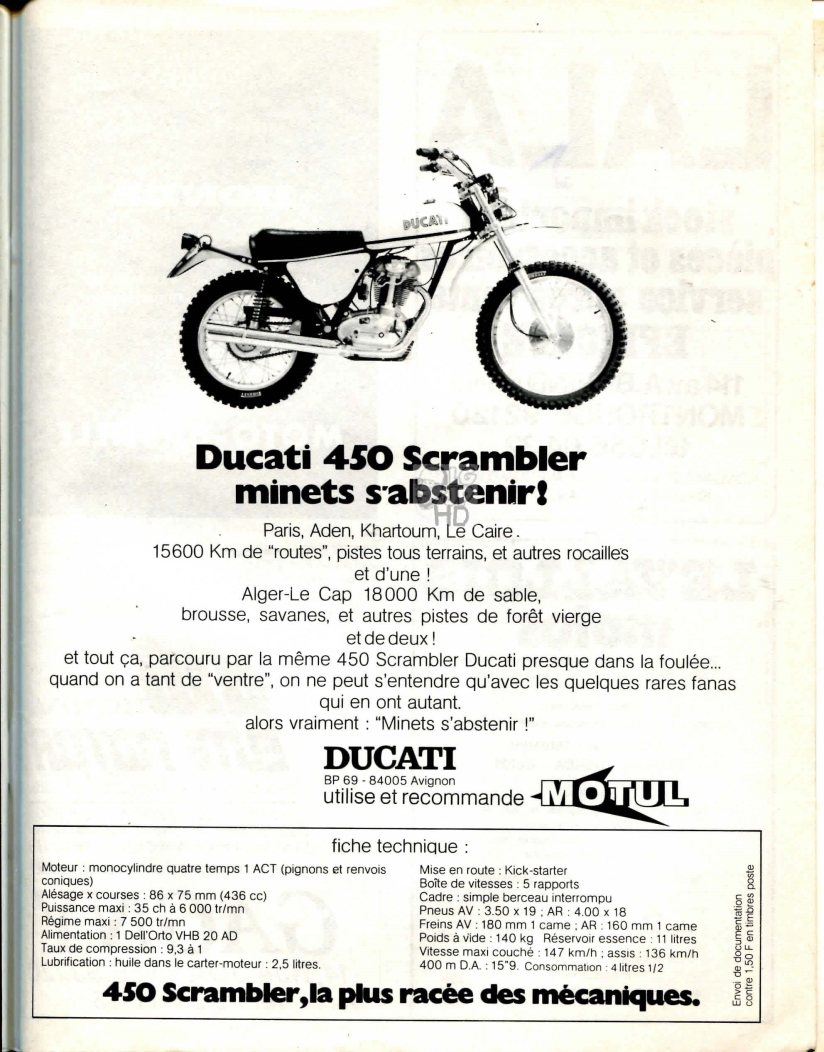 DUCATI
Ducati 450 Scrambler
minets s'abstenir!
HD
Paris, Aden, Khartoum, Le Caire.
15600 Km de "routes", pistes tous terrains, et autres rocailles
et d'une !
Alger-Le Cap 18000 Km de sable,
brousse, savanes, et autres pistes de forêt vierge
et de deux !
et tout ça, parcouru par la même 450 Scrambler Ducati presque dans la foulée...
quand on a tant de "ventre", on ne peut s'entendre qu'avec les quelques rares fanas
qui en ont autant.
alors vraiment : "Minets s'abstenir !"
DUCATI
BP 69 - 84005 Avignon
utilise et recommande MOTUL
fiche technique :
Moteur : monocylindre quatre temps 1 ACT (pignons et renvois
coniques)
Alésage x courses : 86 x 75 mm (436 cc)
Puissance maxi : 35 ch à 6 000 tr/mn
Régime maxi : 7 500 tr/mn
Alimentation : 1 Dell'Orto VHB 20 AD
Taux de compression : 9,3 à 1
Lubrification : huile dans le carter-moteur : 2,5 litres.
Mise en route : Kick-starter
Boîte de vitesses : 5 rapports
Cadre : simple berceau interrompu
Pneus AV : 3.50 x 19 ; AR : 4.00 x 18
Freins AV : 180 mm 1 came ; AR : 160 mm 1 came
Poids à vide : 140 kg Réservoir essence : 11 litres
Vitesse maxi couché : 147 km/h ; assis : 136 km/h
400 m D.A. : 15"9. Consommation : 4 litres 1/2
Envoi de documentation
contre 1,50 F en timbres poste
450 Scrambler, la plus racée des mécaniques.